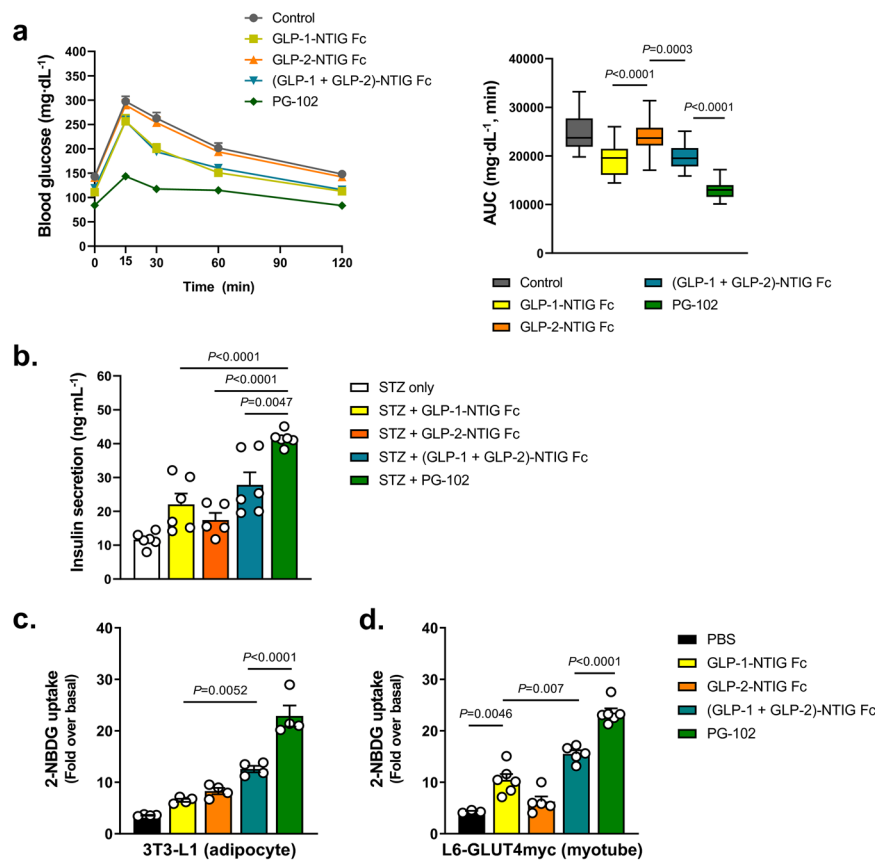 a
Control
GLP-1-NTIG Fc
GLP-2-NTIG Fc
(GLP-1 + GLP-2)-NTIG Fc
PG-102
Blood glucose (mg·dL⁻¹)
400
350
300
250
200
150
100
50
0
0 15 30 60 90 120
Time (min)
P=0.0003
P<0.0001
P<0.0001
AUC (mg·dL⁻¹, min)
40000
30000
20000
10000
0
Control
GLP-1-NTIG Fc
GLP-2-NTIG Fc
(GLP-1 + GLP-2)-NTIG Fc
PG-102
b.
P<0.0001
P<0.0001
P=0.0047
Insulin secretion (ng·mL⁻¹)
60
50
40
30
20
10
0
STZ only
STZ + GLP-1-NTIG Fc
STZ + GLP-2-NTIG Fc
STZ + (GLP-1 + GLP-2)-NTIG Fc
STZ + PG-102
c.
2-NBDG uptake
(Fold over basal)
40
30
20
10
0
P<0.0001
P=0.0052
3T3-L1 (adipocyte)
d.
2-NBDG uptake
(Fold over basal)
40
30
20
10
0
P<0.0001
P=0.007
P=0.0046
L6-GLUT4myc (myotube)
PBS
GLP-1-NTIG Fc
GLP-2-NTIG Fc
(GLP-1 + GLP-2)-NTIG Fc
PG-102